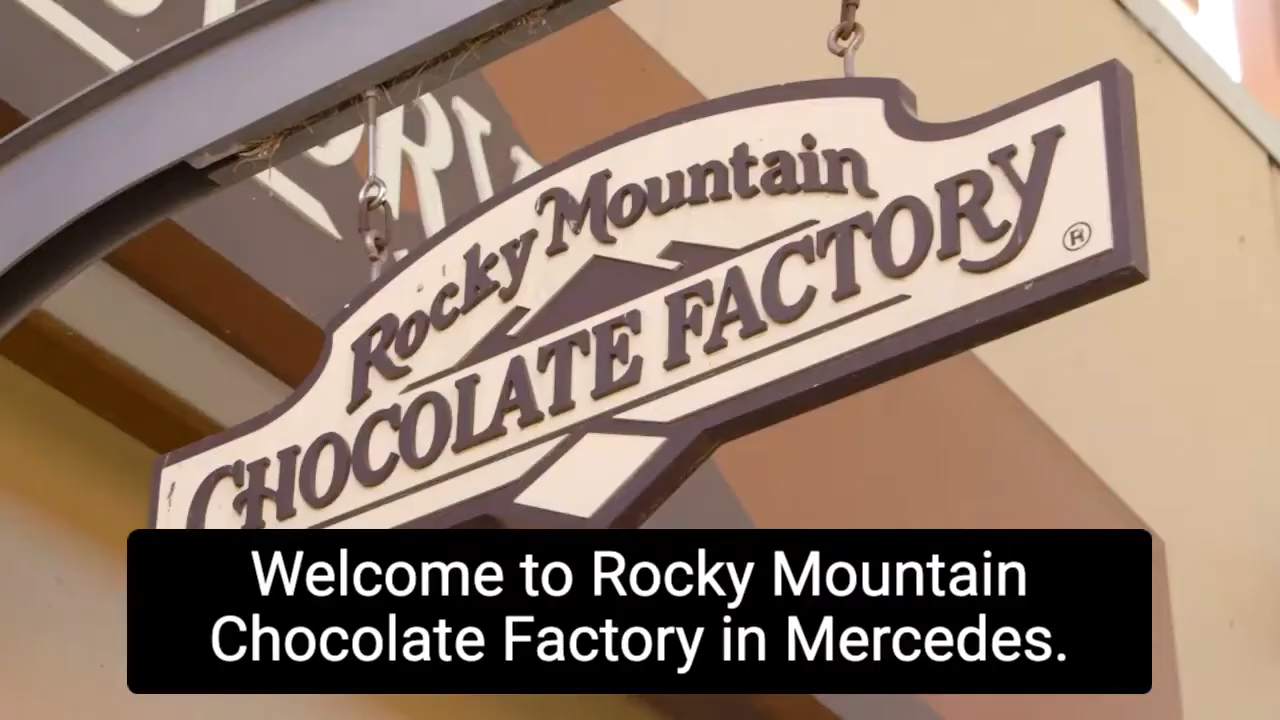 Rocky Mountain
CHOCOLATE FACTORY ®
Welcome to Rocky Mountain
Chocolate Factory in Mercedes.